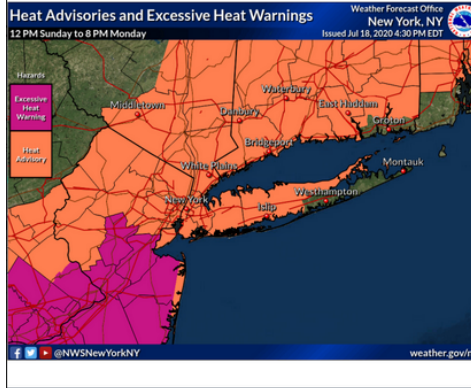 Heat Advisories and Excessive Heat Warnings
12 PM Sunday to 8 PM Monday
Weather Forecast Office
New York, NY
Issued Jul 18, 2020 4:30 PM EDT
Hazards
Excessive
Heat
Warning
Heat
Advisory
Middletown
Waterbury
Danbury
East Haddam
Groton
Bridgeport
White Plains
Montauk
New York
Westhampton
Islip
@NWSNewYorkNY
weather.gov/n